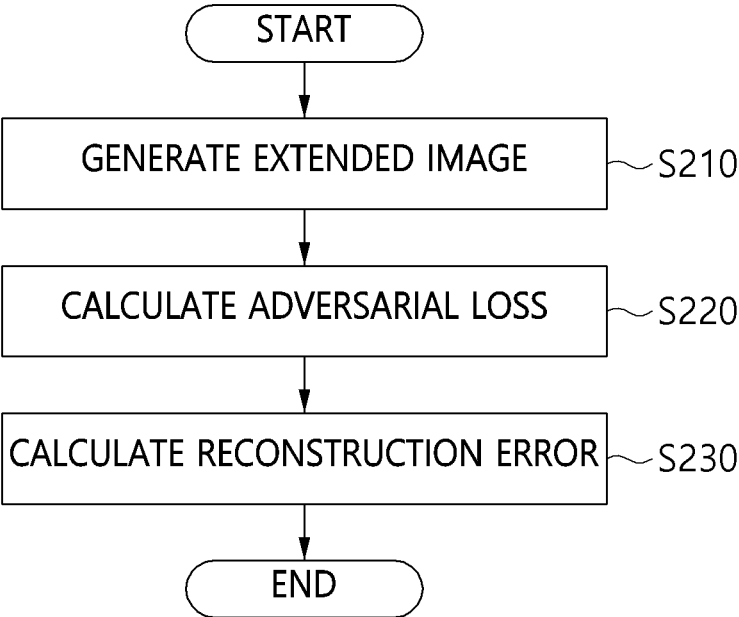 START
GENERATE EXTENDED IMAGE
S210
CALCULATE ADVERSARIAL LOSS
S220
CALCULATE RECONSTRUCTION ERROR
S230
END